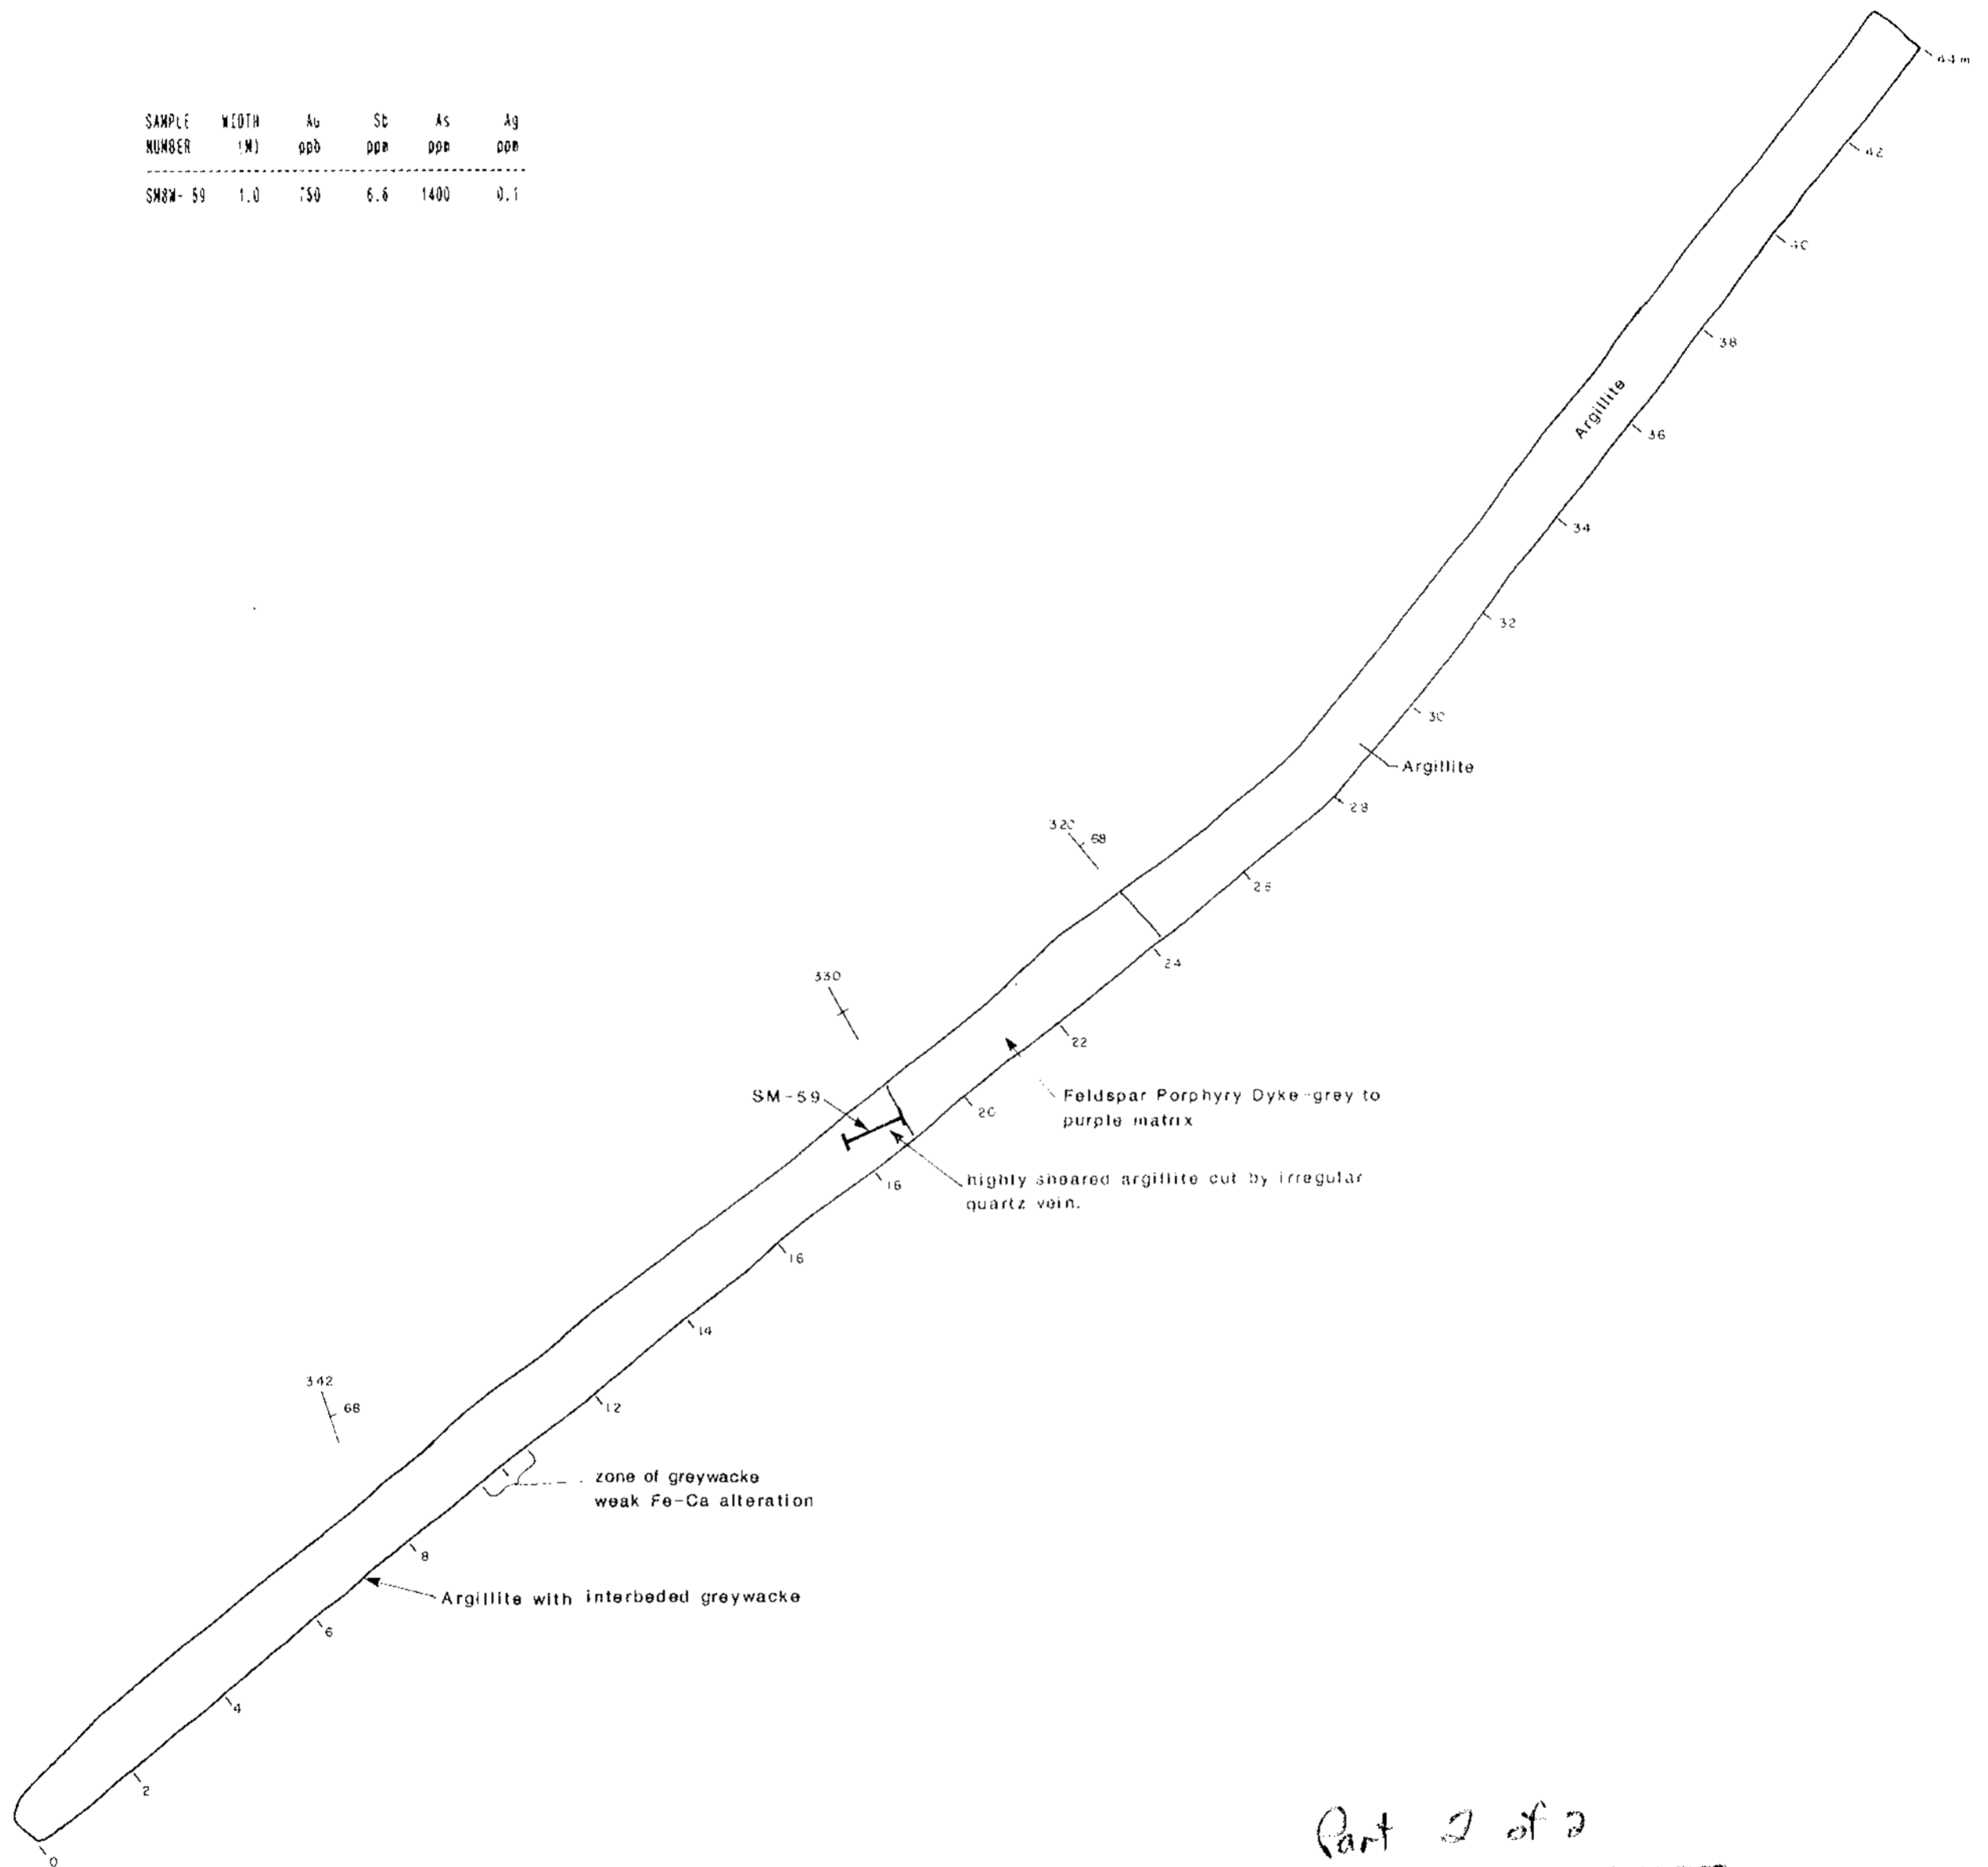 SAMPLE WIDTH Au Sb As Ag
NUMBER (M) ppb ppm ppm ppm
SM8W- 59 1.0 750 6.6 1400 0.1
44m
42
40
38
Argillite
36
34
32
30
Argillite
28
320
68
26
24
330
22
SM-59
20
Feldspar Porphyry Dyke-grey to
purple matrix
highly sheared argillite cut by irregular
quartz vein.
16
14
342
68
12
zone of greywacke
weak Fe-Ca alteration
8
Argillite with interbeded greywacke
6
4
2
0
Part 2 of 2